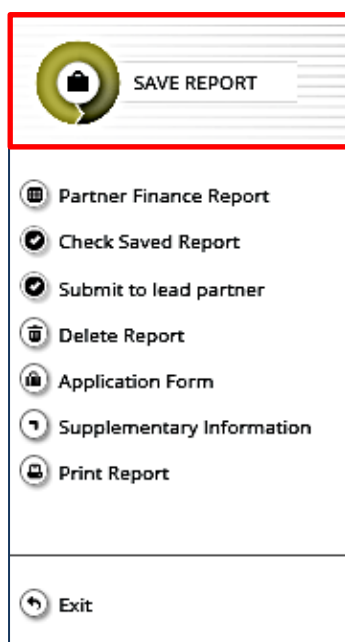 SAVE REPORT
Partner Finance Report
Check Saved Report
Submit to lead partner
Delete Report
Application Form
Supplementary Information
Print Report
Exit